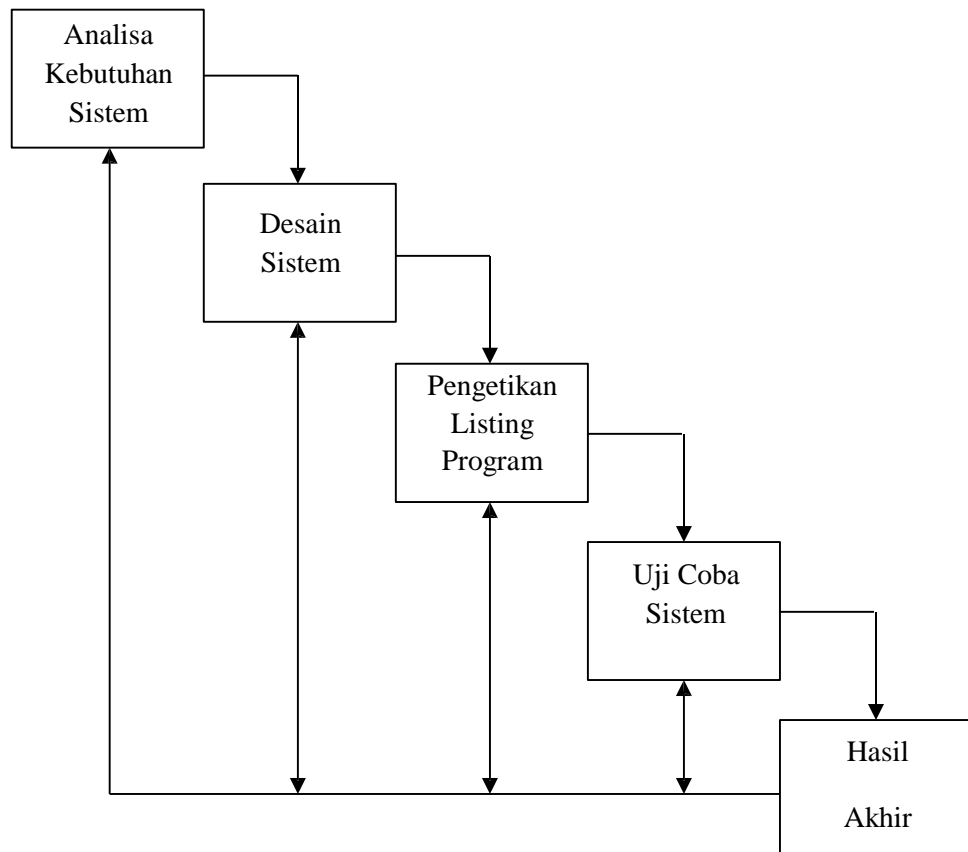 Analisa
Kebutuhan
Sistem
Desain
Sistem
Pengetikan
Listing
Program
Uji Coba
Sistem
Hasil
Akhir